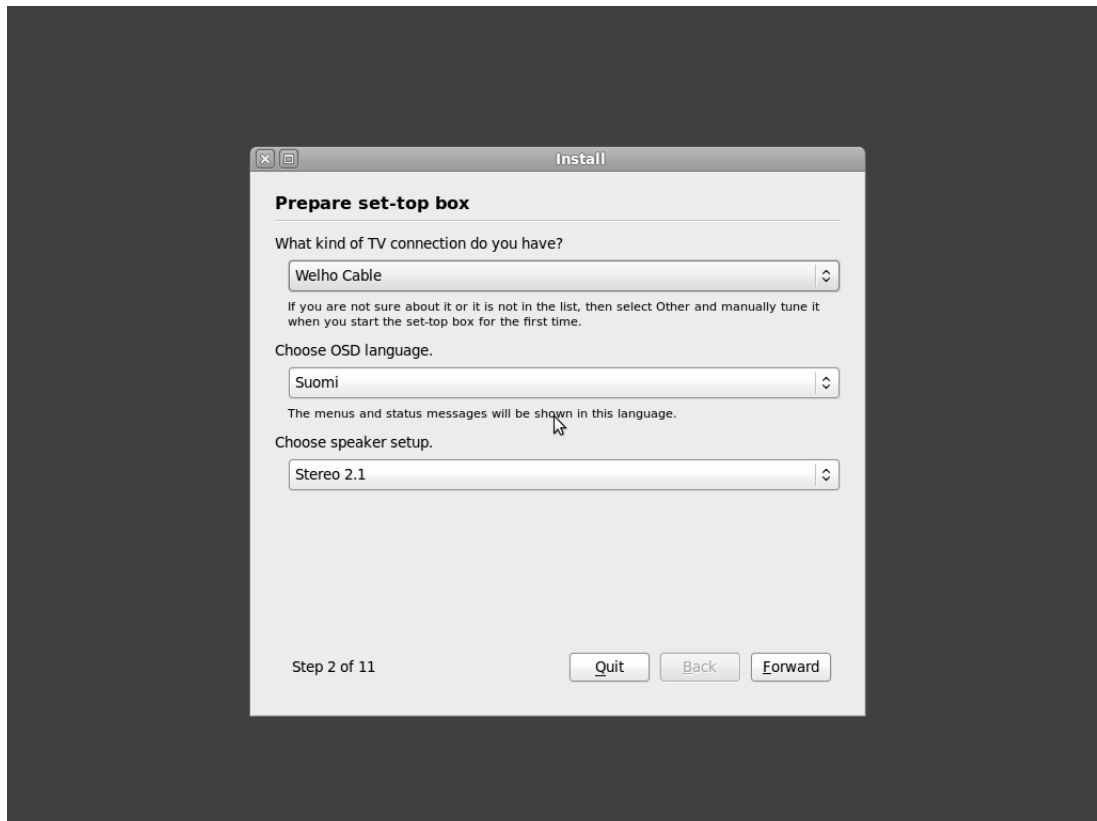 Install
Prepare set-top box
What kind of TV connection do you have?
Welho Cable
If you are not sure about it or it is not in the list, then select Other and manually tune it
when you start the set-top box for the first time.
Choose OSD language.
Suomi
The menus and status messages will be shown in this language.
Choose speaker setup.
Stereo 2.1
Step 2 of 11
Quit
Back
Forward